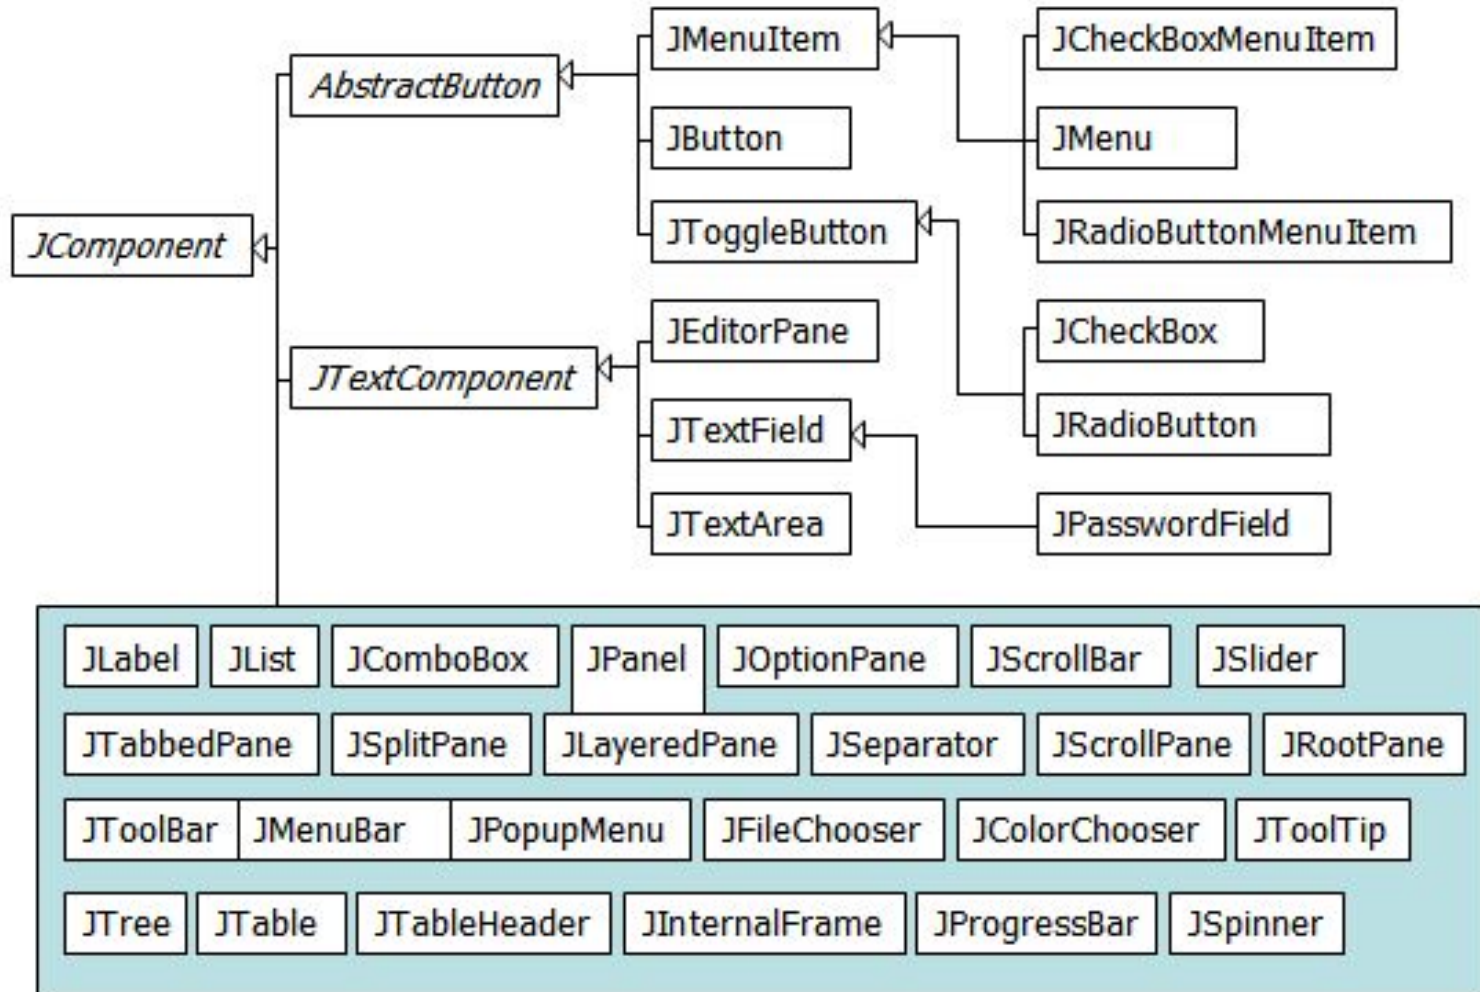 JMenuItem
JCheckBoxMenuItem
AbstractButton
JButton
JMenu
JComponent
JToggleButton
JRadioButtonMenuItem
JEditorPane
JCheckBox
JTextComponent
JTextField
JRadioButton
JTextArea
JPasswordField
JLabel JList JComboBox JPanel JOptionPane JScrollBar JSlider
JTabbedPane JSplitPane JLayeredPane JSeparator JScrollPane JRootPane
JToolBar JMenuBar JPopupMenu JFileChooser JColorChooser JToolTip
JTree JTable JTableHeader JInternalFrame JProgressBar JSpinner